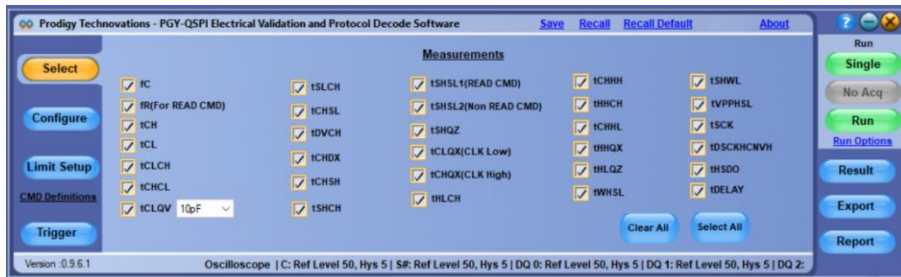 Prodigy Technovations - PGY-QSPI Electrical Validation and Protocol Decode Software
Save Recall Recall Default About
?
Select
Configure
Limit Setup
CMD Definitions
Trigger
Measurements
fC
fR(For READ CMD)
tCH
tCL
tCLCH
tCHCL
tCLQV 10pF
tSLCH
tCHSL
tDVCH
tCHDX
tCHSH
tSHCH
tSHSL1(READ CMD)
tSHSL2(Non READ CMD)
tSHQZ
tCLQX(CLK Low)
tCHQX(CLK High)
tHLCH
tCHHH
tHHCH
tCHHL
tHHQX
tHLQZ
tWHSL
tSHWL
tVPPHSL
tSCK
tDSCKHCNVH
tHSDO
tDELAY
Clear All Select All
Run
Single
No Acq
Run
Run Options
Result
Export
Report
Version :0.9.6.1
Oscilloscope | C: Ref Level 50, Hys 5 | S#: Ref Level 50, Hys 5 | DQ 0: Ref Level 50, Hys 5 | DQ 1: Ref Level 50, Hys 5 | DQ 2: